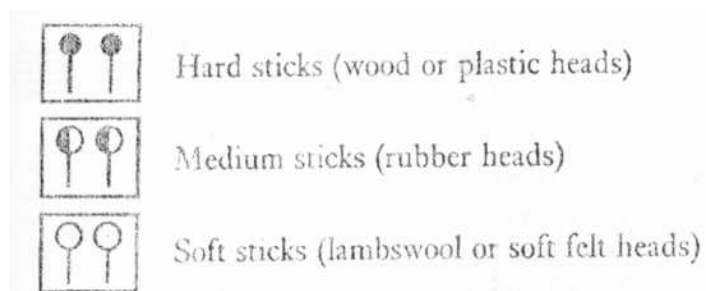 Hard sticks (wood or plastic heads)
Medium sticks (rubber heads)
Soft sticks (lambswool or soft felt heads)